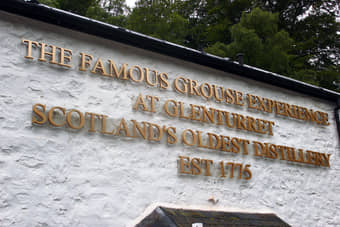 THE FAMOUS GROUSE EXPERIENCE
AT GLENTURRET
SCOTLAND'S OLDEST DISTILLERY
EST 1775